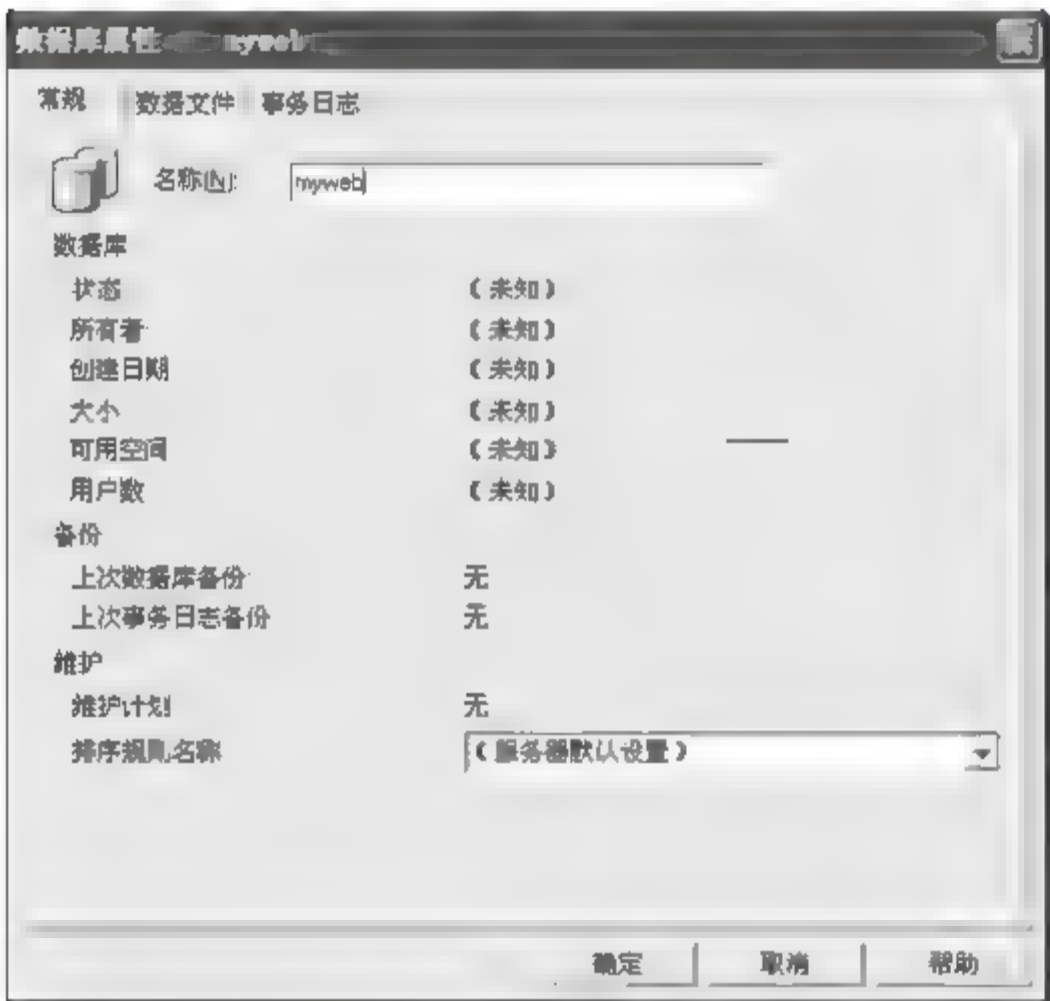 数据库属性 myweb
常规 数据文件 事务日志
名称(N): myweb
数据库
状态 (未知)
所有者 (未知)
创建日期 (未知)
大小 (未知)
可用空间 (未知)
用户数 (未知)
备份
上次数据库备份 无
上次事务日志备份 无
维护
维护计划 无
排序规则名称 (服务器默认设置)
确定 取消 帮助